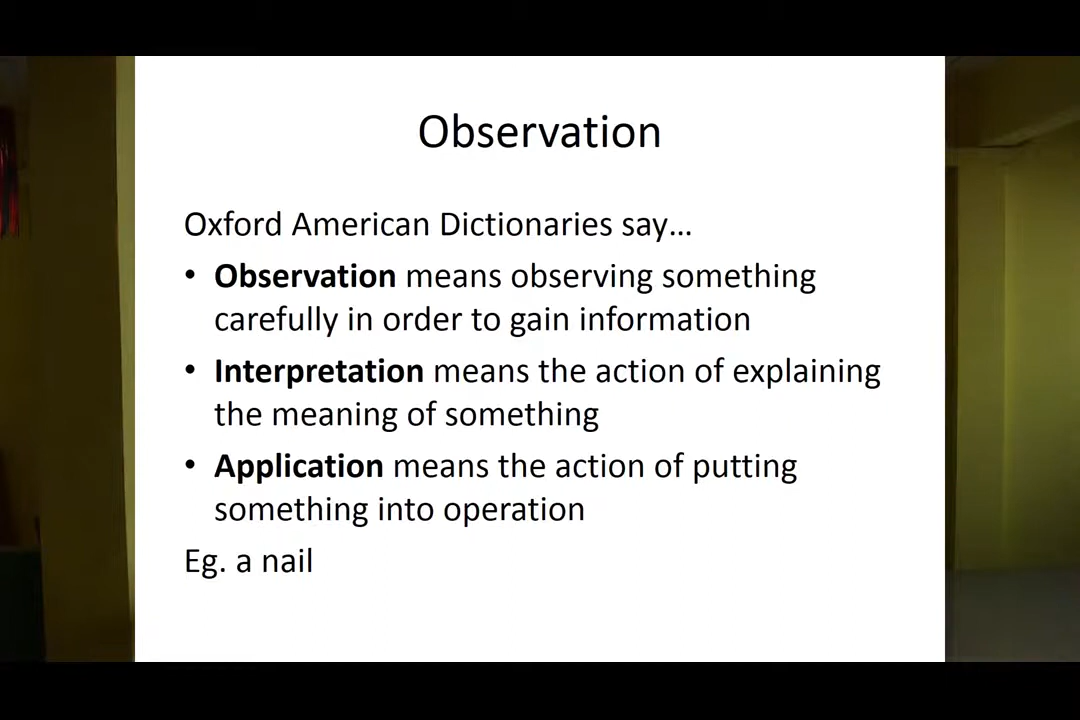 Observation
Oxford American Dictionaries say…
• Observation means observing something
carefully in order to gain information
• Interpretation means the action of explaining
the meaning of something
• Application means the action of putting
something into operation
Eg. a nail